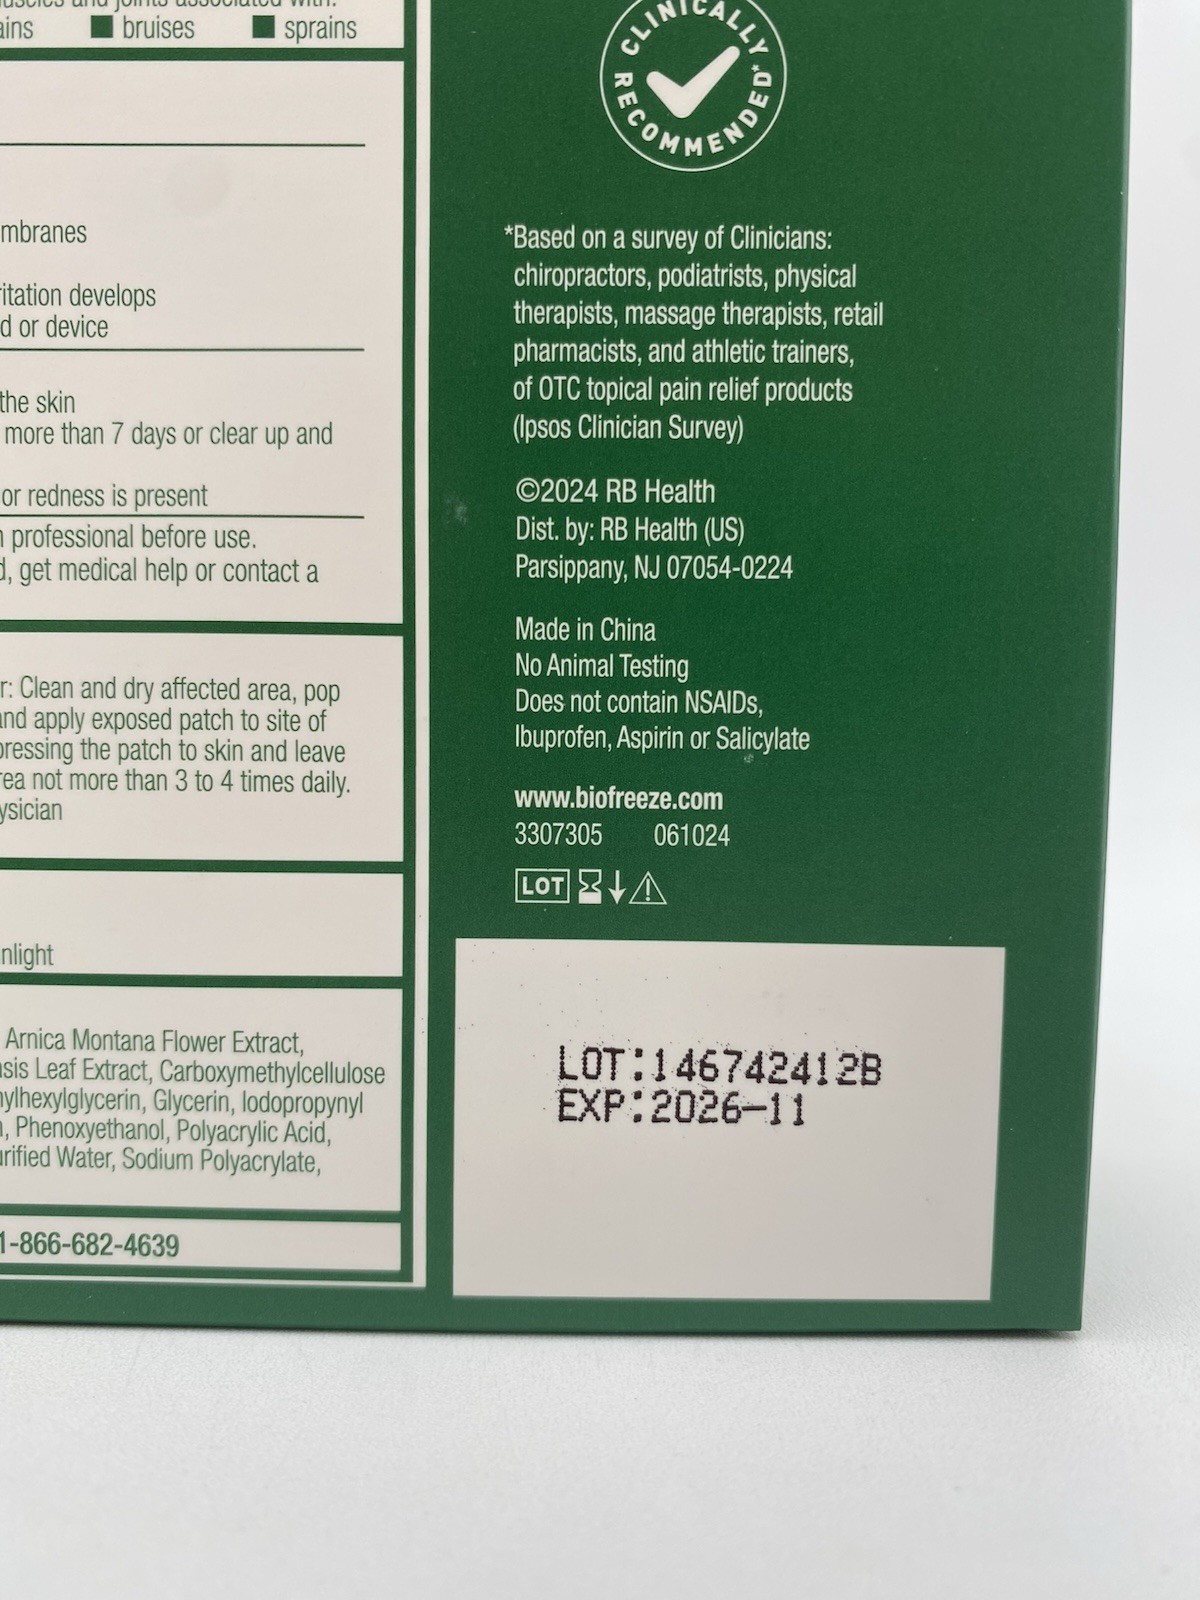 muscles and joints associated with:
bruises sprains
mbranes
ritation develops
d or device
the skin
more than 7 days or clear up and
or redness is present
professional before use.
d, get medical help or contact a
r: Clean and dry affected area, pop
and apply exposed patch to site of
pressing the patch to skin and leave
rea not more than 3 to 4 times daily.
ysician
nlight
Arnica Montana Flower Extract,
nsis Leaf Extract, Carboxymethylcellulose
hylhexylglycerin, Glycerin, Iodopropynyl
, Phenoxyethanol, Polyacrylic Acid,
urified Water, Sodium Polyacrylate,
1-866-682-4639
CLINICALLY
RECOMMENDED*
*Based on a survey of Clinicians:
chiropractors, podiatrists, physical
therapists, massage therapists, retail
pharmacists, and athletic trainers,
of OTC topical pain relief products
(Ipsos Clinician Survey)
©2024 RB Health
Dist. by: RB Health (US)
Parsippany, NJ 07054-0224
Made in China
No Animal Testing
Does not contain NSAIDs,
Ibuprofen, Aspirin or Salicylate
www.biofreeze.com
3307305 061024
LOT
LOT:146742412B
EXP:2026-11